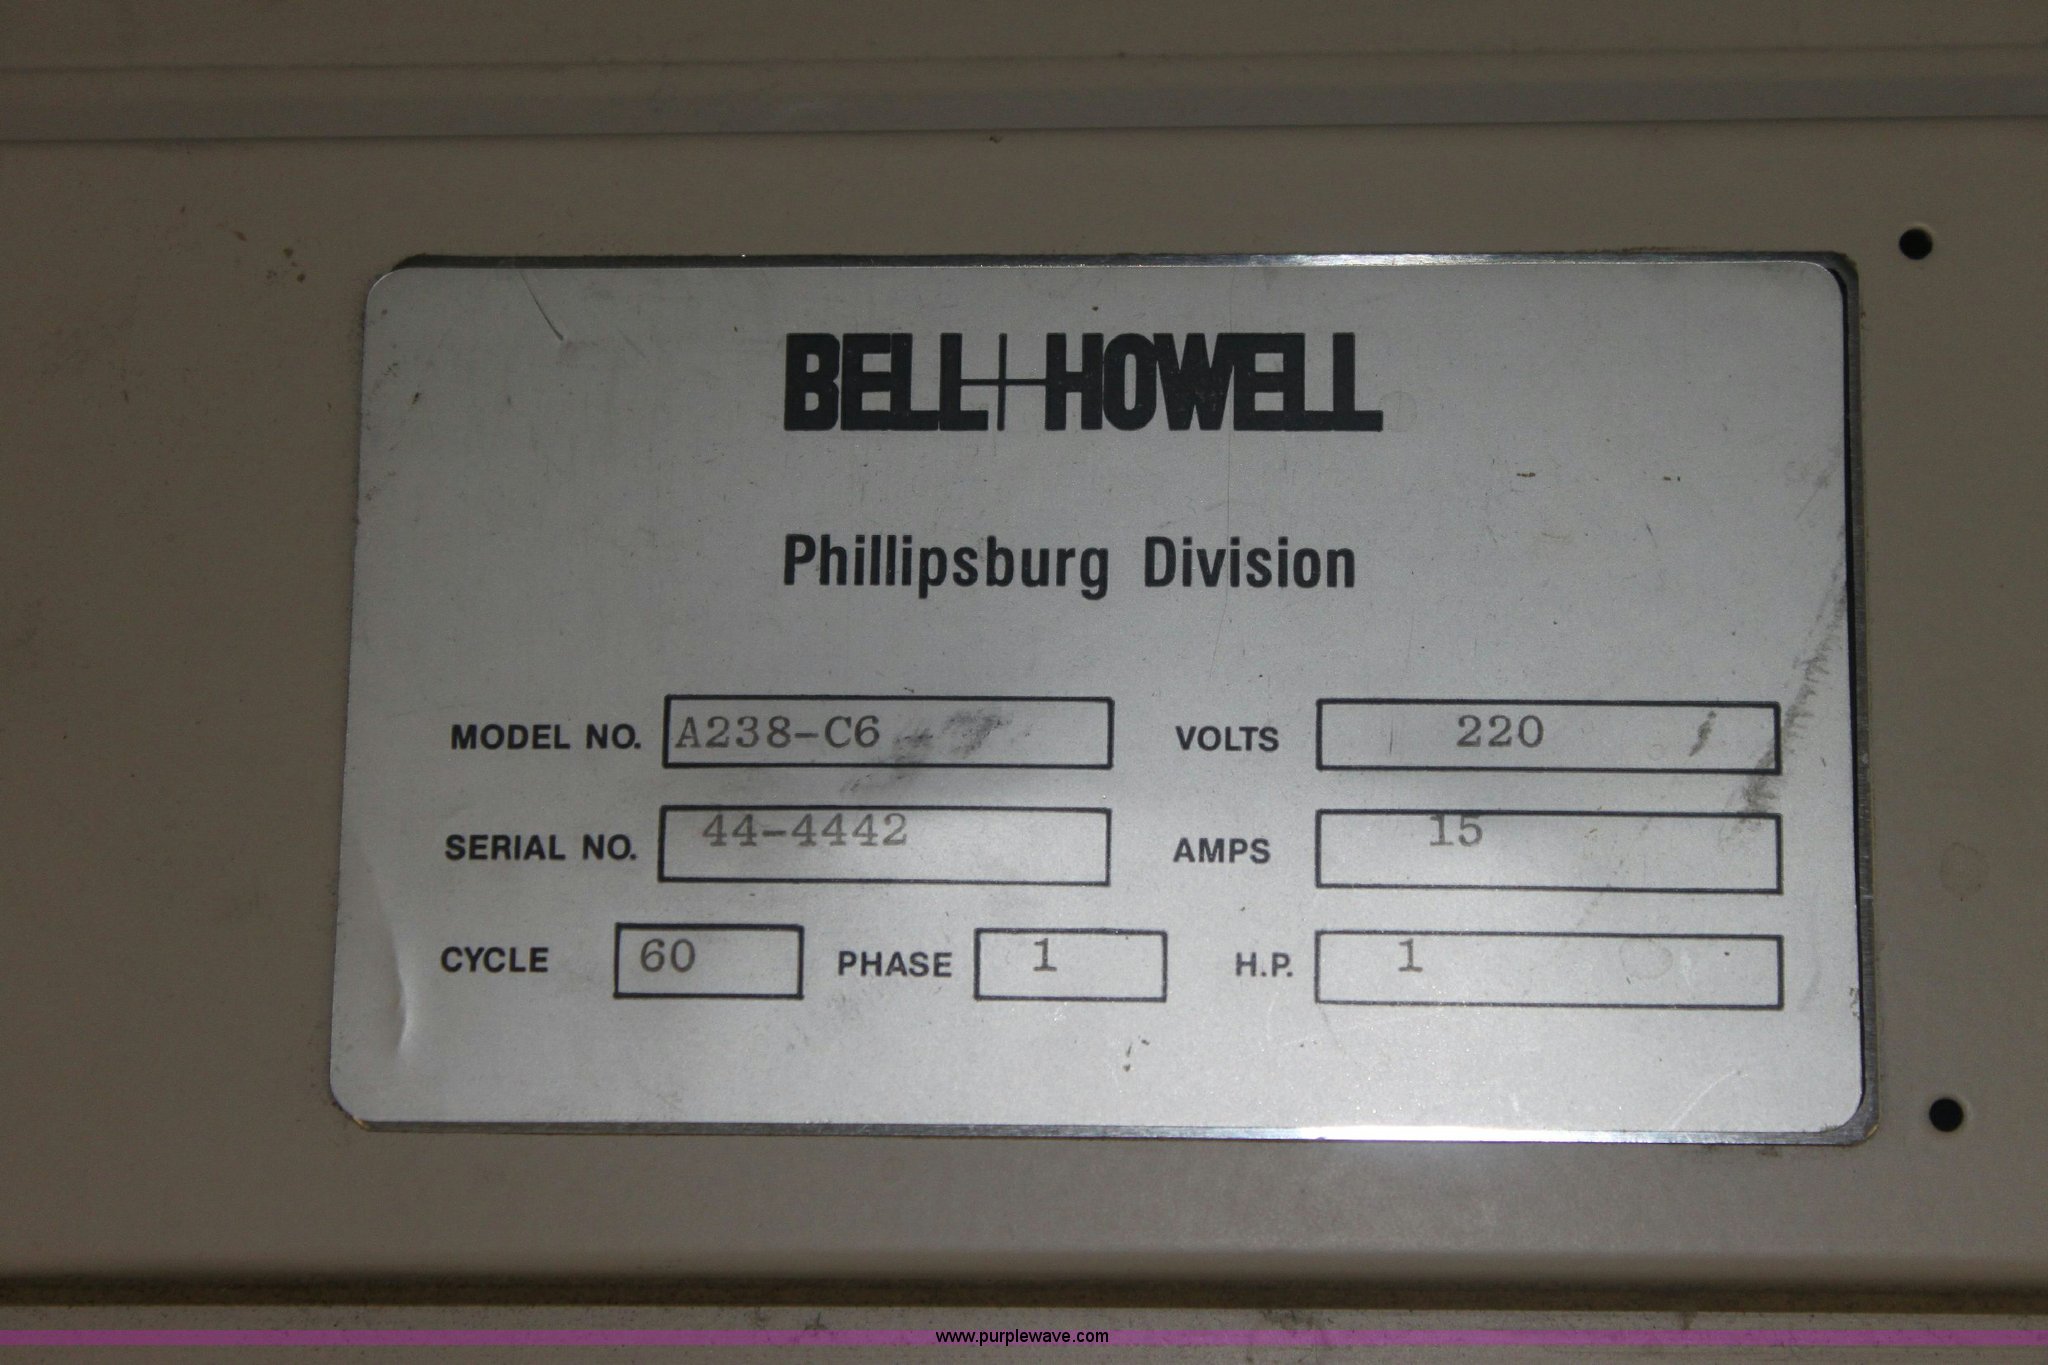 BELL+HOWELL
Phillipsburg Division
MODEL NO. A238-C6 VOLTS 220
SERIAL NO. 44-4442 AMPS 15
CYCLE 60 PHASE 1 H.P. 1
www.purplewave.com